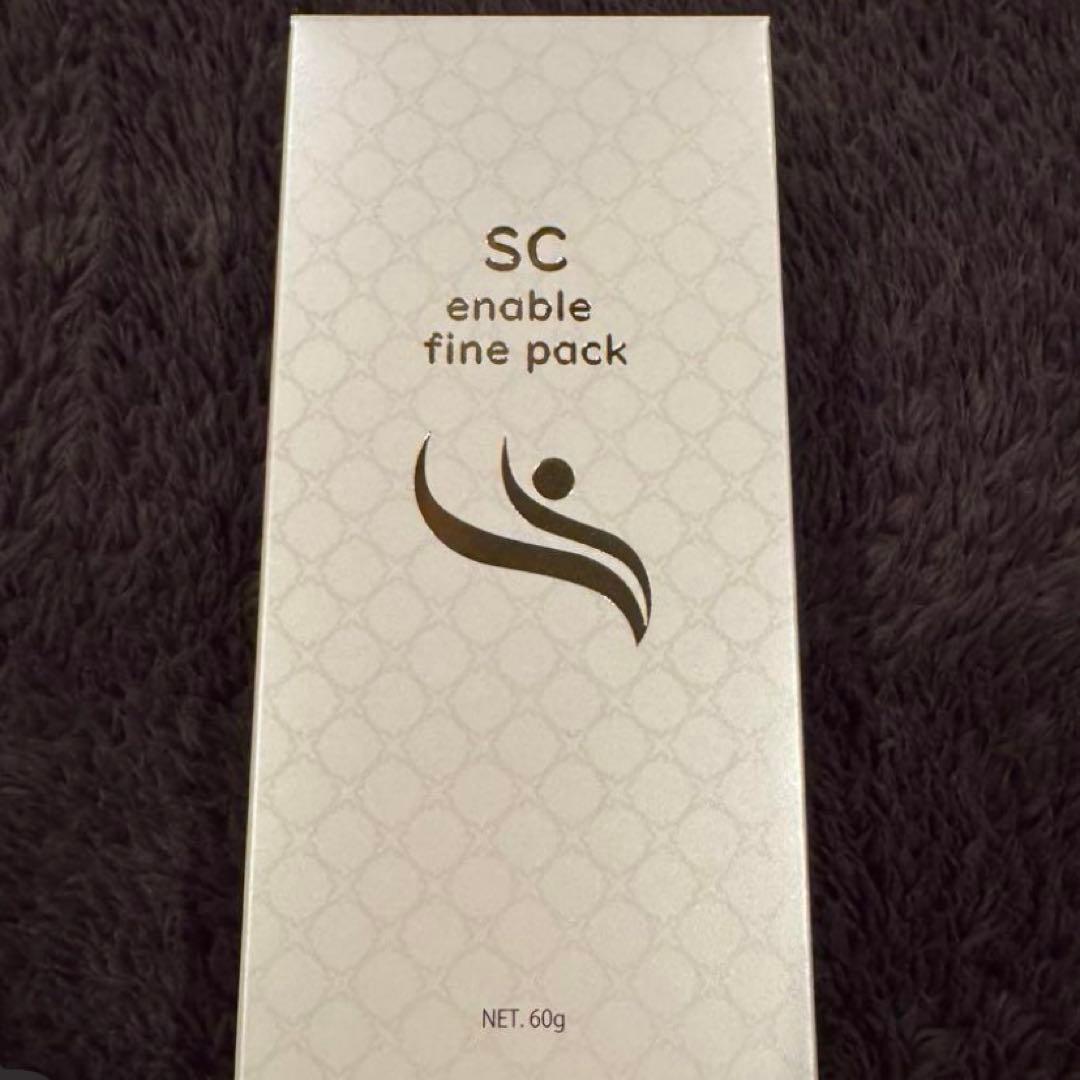 SC
enable
fine pack
NET. 60g